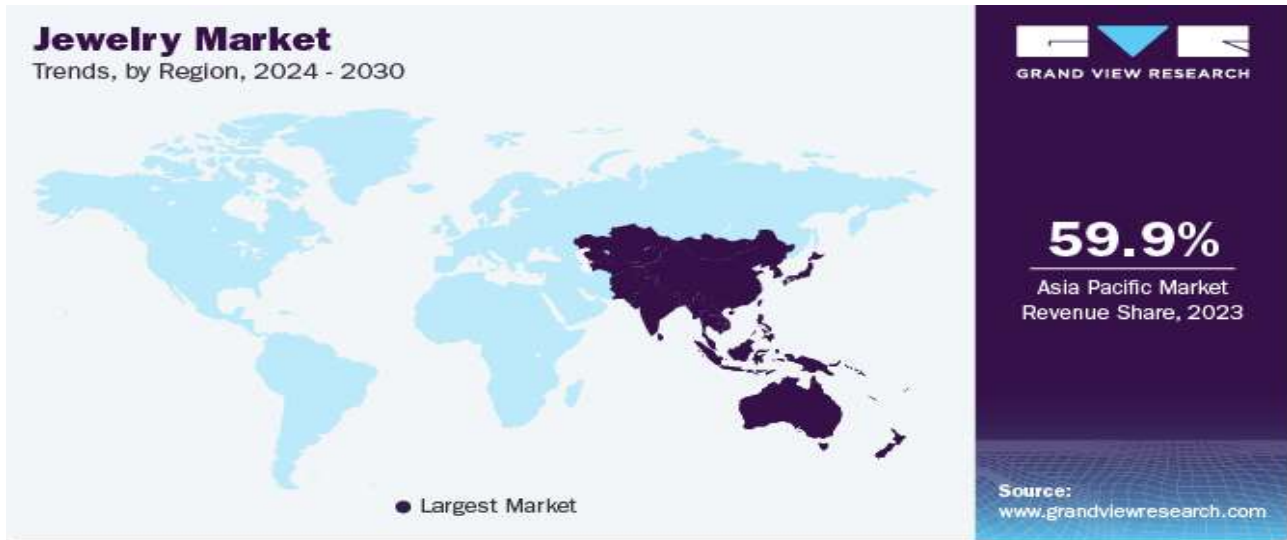 Jewelry Market
Trends, by Region, 2024 - 2030
GRAND VIEW RESEARCH
59.9%
Asia Pacific Market
Revenue Share, 2023
Largest Market
Source:
www.grandviewresearch.com